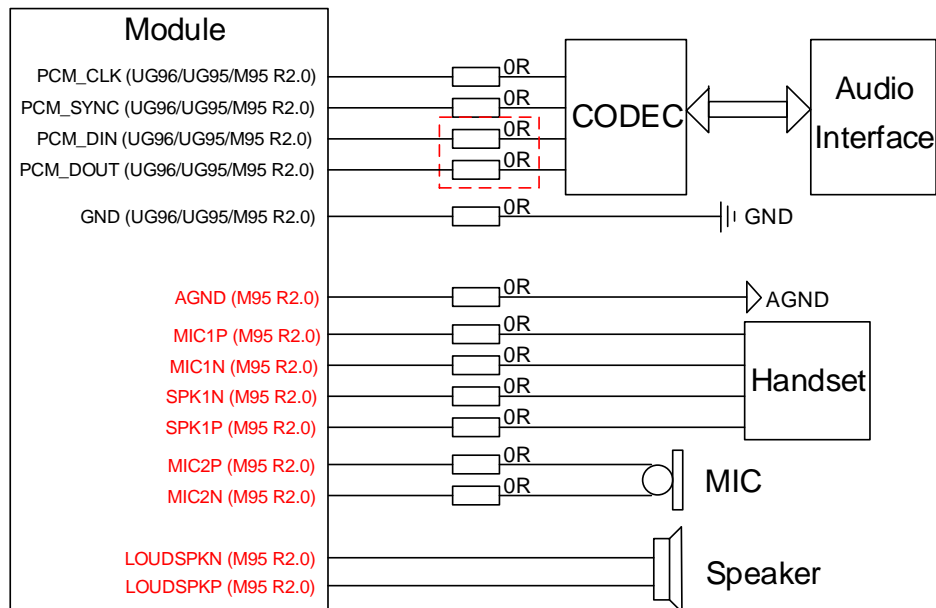 Module
PCM_CLK (UG96/UG95/M95 R2.0)
0R
PCM_SYNC (UG96/UG95/M95 R2.0)
0R
PCM_DIN (UG96/UG95/M95 R2.0)
0R
PCM_DOUT (UG96/UG95/M95 R2.0)
0R
CODEC
Audio
Interface
GND (UG96/UG95/M95 R2.0)
0R
GND
AGND (M95 R2.0)
0R
AGND
MIC1P (M95 R2.0)
0R
MIC1N (M95 R2.0)
0R
SPK1N (M95 R2.0)
0R
SPK1P (M95 R2.0)
0R
Handset
MIC2P (M95 R2.0)
0R
MIC2N (M95 R2.0)
0R
MIC
LOUDSPKN (M95 R2.0)
LOUDSPKP (M95 R2.0)
Speaker